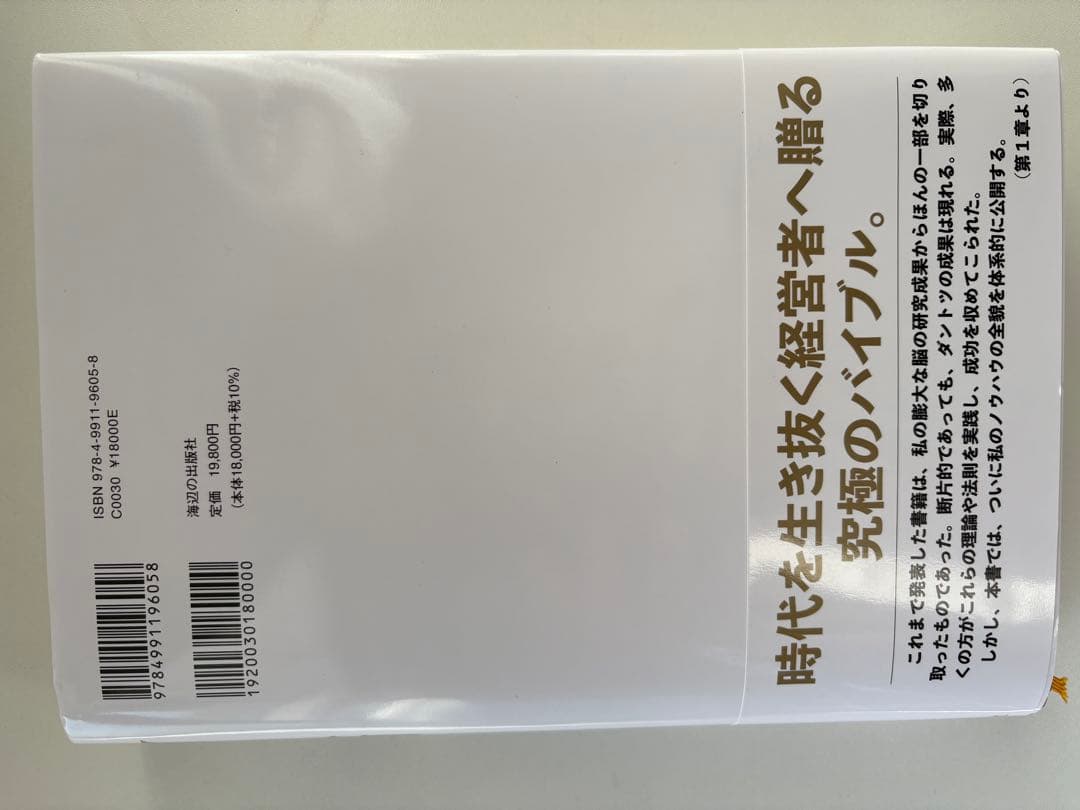 ISBN 978-4-9911-9605-8
C0030 ¥18000E
海辺の出版社
定価 19,800円
(本体18,000円+税10%)
9784991196058
1920030180000
時代を生き抜く経営者へ贈る
究極のバイブル。
これまで発表した書籍は、私の膨大な脳の研究成果からほんの一部を切り
取ったものであった。断片的であっても、ダントツの成果は現れる。実際、多
くの方がこれらの理論や法則を実践し、成功を収めてこられた。
しかし、本書では、ついに私のノウハウの全貌を体系的に公開する。
(第1章より)